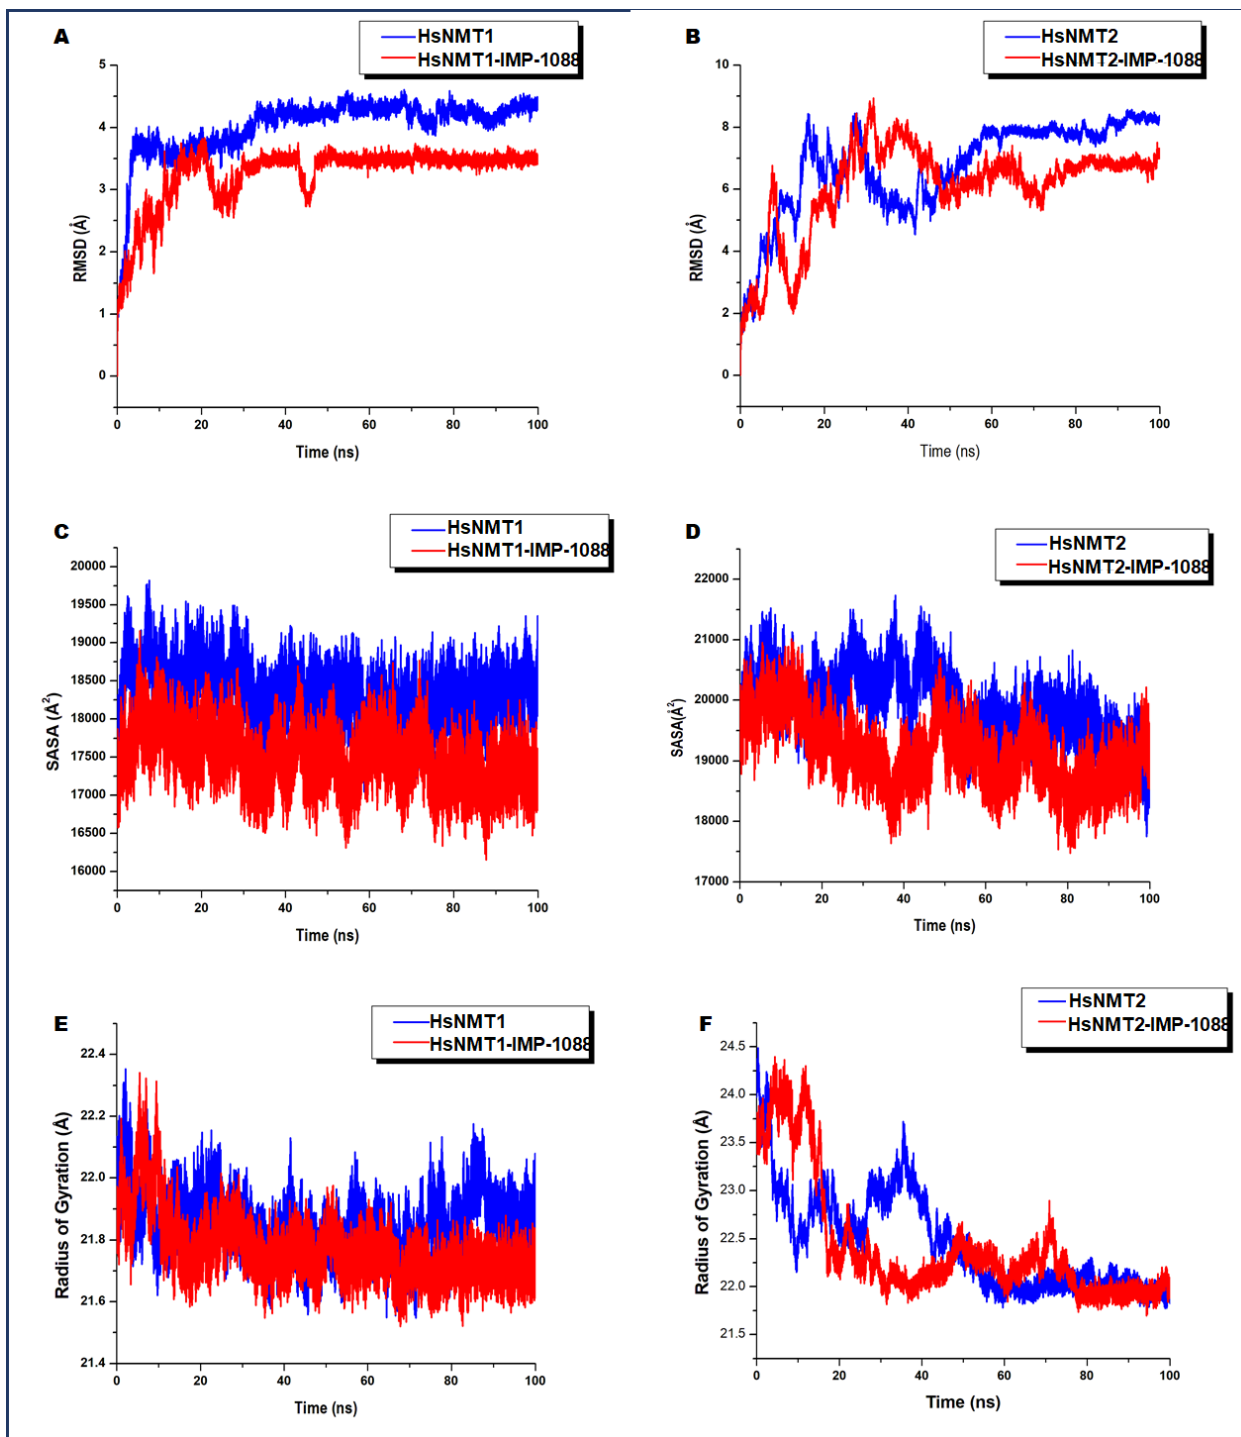 A
HsNMT1
HsNMT1-IMP-1088
5
4
3
2
1
0
RMSD (Å)
0 20 40 60 80 100
Time (ns)
B
HsNMT2
HsNMT2-IMP-1088
10
8
6
4
2
0
RMSD (Å)
0 20 40 60 80 100
Time (ns)
C
HsNMT1
HsNMT1-IMP-1088
20000
19500
19000
18500
18000
17500
17000
16500
16000
SASA (Å²)
0 20 40 60 80 100
Time (ns)
D
HsNMT2
HsNMT2-IMP-1088
22000
21000
20000
19000
18000
17000
SASA(Å²)
0 20 40 60 80 100
Time (ns)
E
HsNMT1
HsNMT1-IMP-1088
22.4
22.2
22.0
21.8
21.6
21.4
Radius of Gyration (Å)
0 20 40 60 80 100
Time (ns)
F
HsNMT2
HsNMT2-IMP-1088
24.5
24.0
23.5
23.0
22.5
22.0
21.5
Radius of Gyration (Å)
0 20 40 60 80 100
Time (ns)